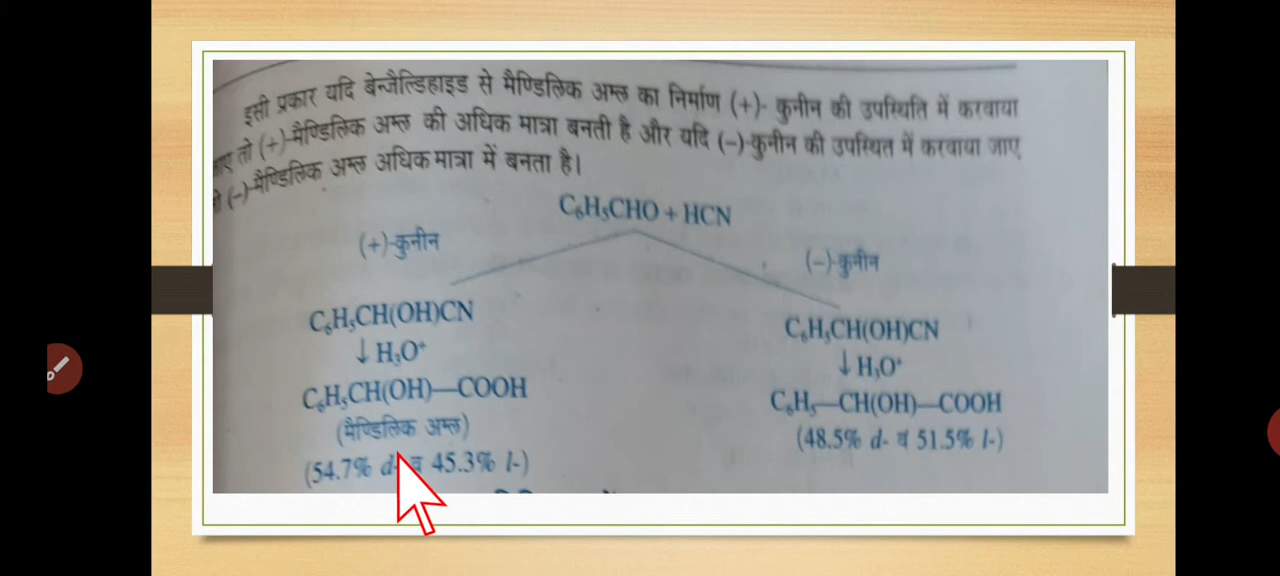 इसी प्रकार यदि बेन्जैल्डिहाइड से मैण्डिलिक अम्ल का निर्माण (+)- कुनीन की उपस्थिति में करवाया
तो (+)-मैण्डिलिक अम्ल की अधिक मात्रा बनती है और यदि (–)-कुनीन की उपस्थित में करवाया जाए
(–)-मैण्डिलिक अम्ल अधिक मात्रा में बनता है।
C₆H₅CHO + HCN
(+)-कुनीन
(–)-कुनीन
C₆H₅CH(OH)CN
C₆H₅CH(OH)CN
↓ H₃O⁺
↓ H₃O⁺
C₆H₅CH(OH)—COOH
C₆H₅—CH(OH)—COOH
(मैण्डिलिक अम्ल)
(48.5% d- व 51.5% l-)
(54.7% d- व 45.3% l-)